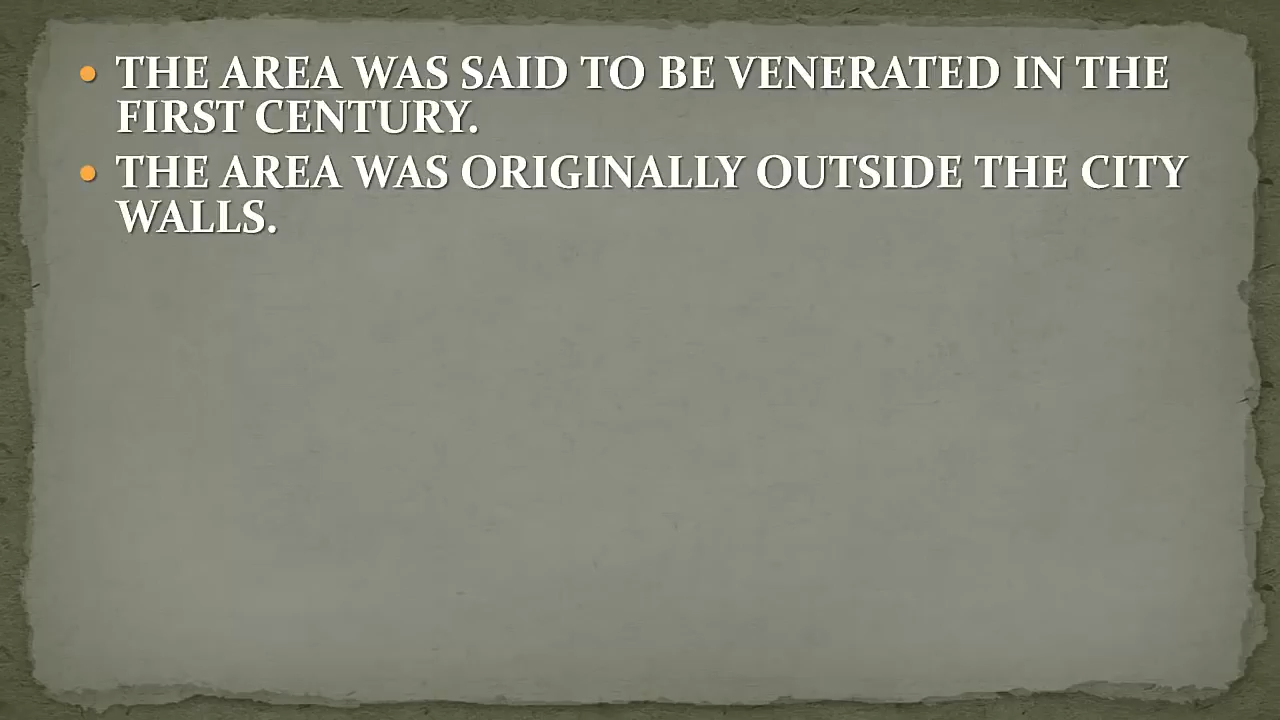 • THE AREA WAS SAID TO BE VENERATED IN THE
FIRST CENTURY.
• THE AREA WAS ORIGINALLY OUTSIDE THE CITY
WALLS.